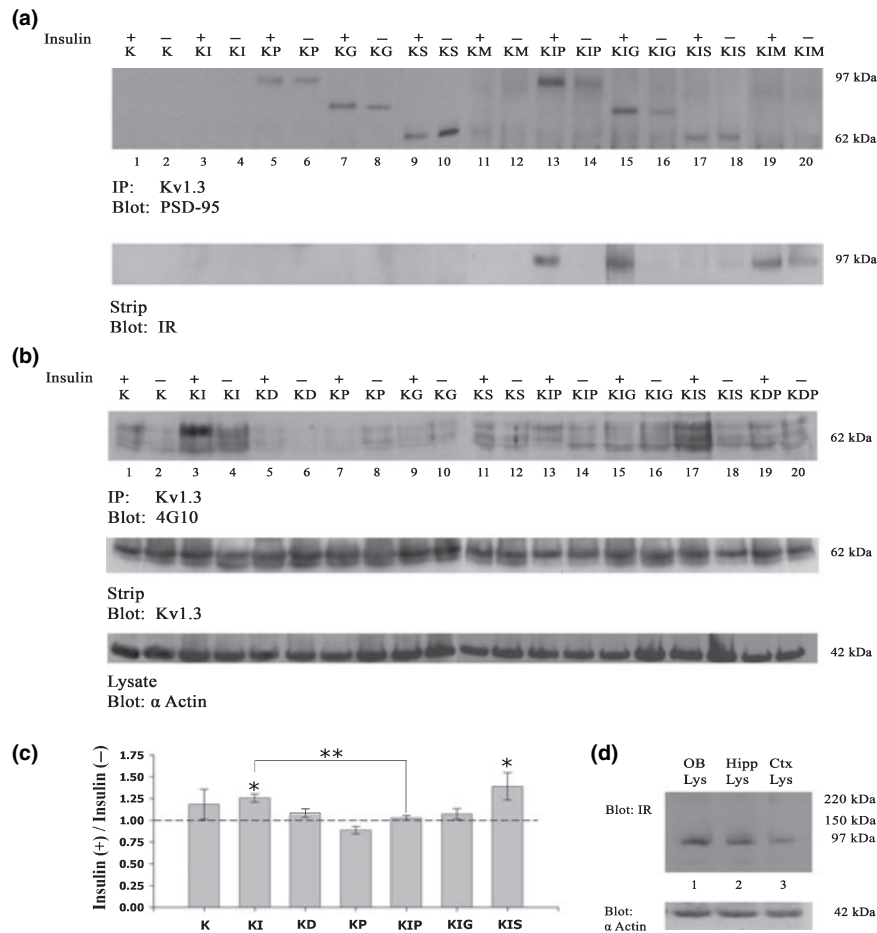 (a)
Insulin + − + − + − + − + − + − + − + − + − + −
K K KI KI KP KP KG KG KS KS KM KM KIP KIP KIG KIG KIS KIS KIM KIM
97 kDa
62 kDa
1 2 3 4 5 6 7 8 9 10 11 12 13 14 15 16 17 18 19 20
IP: Kv1.3
Blot: PSD-95
97 kDa
Strip
Blot: IR
(b)
Insulin + − + − + − + − + − + − + − + − + − + −
K K KI KI KD KD KP KP KG KG KS KS KIP KIP KIG KIG KIS KIS KDP KDP
62 kDa
1 2 3 4 5 6 7 8 9 10 11 12 13 14 15 16 17 18 19 20
IP: Kv1.3
Blot: 4G10
62 kDa
Strip
Blot: Kv1.3
42 kDa
Lysate
Blot: α Actin
(c)
Insulin (+) / Insulin (−)
1.75
1.50
1.25
1.00
0.75
0.50
0.25
0.00
**
*
*
K KI KD KP KIP KIG KIS
(d)
OB Hipp Ctx
Lys Lys Lys
Blot: IR
220 kDa
150 kDa
97 kDa
1 2 3
Blot:
α Actin
42 kDa